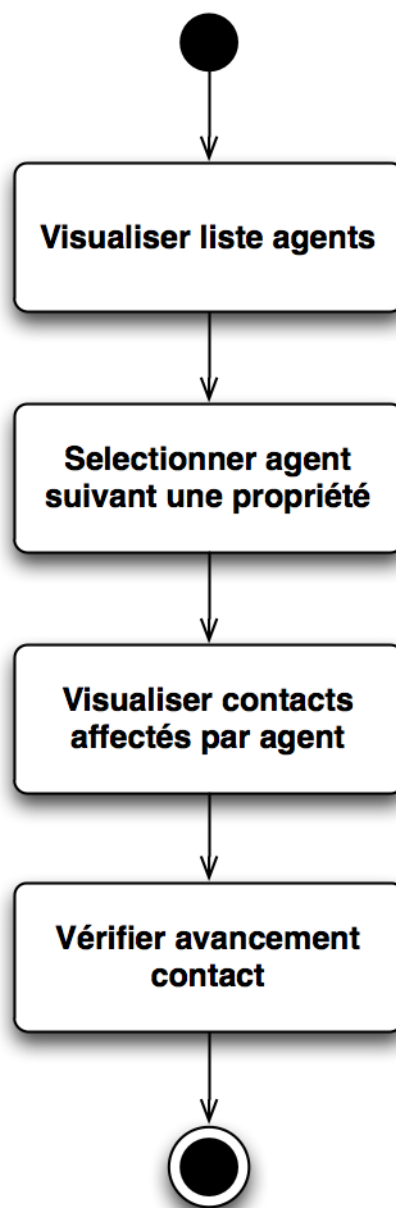 Visualiser liste agents
Selectionner agent
suivant une propriété
Visualiser contacts
affectés par agent
Vérifier avancement
contact